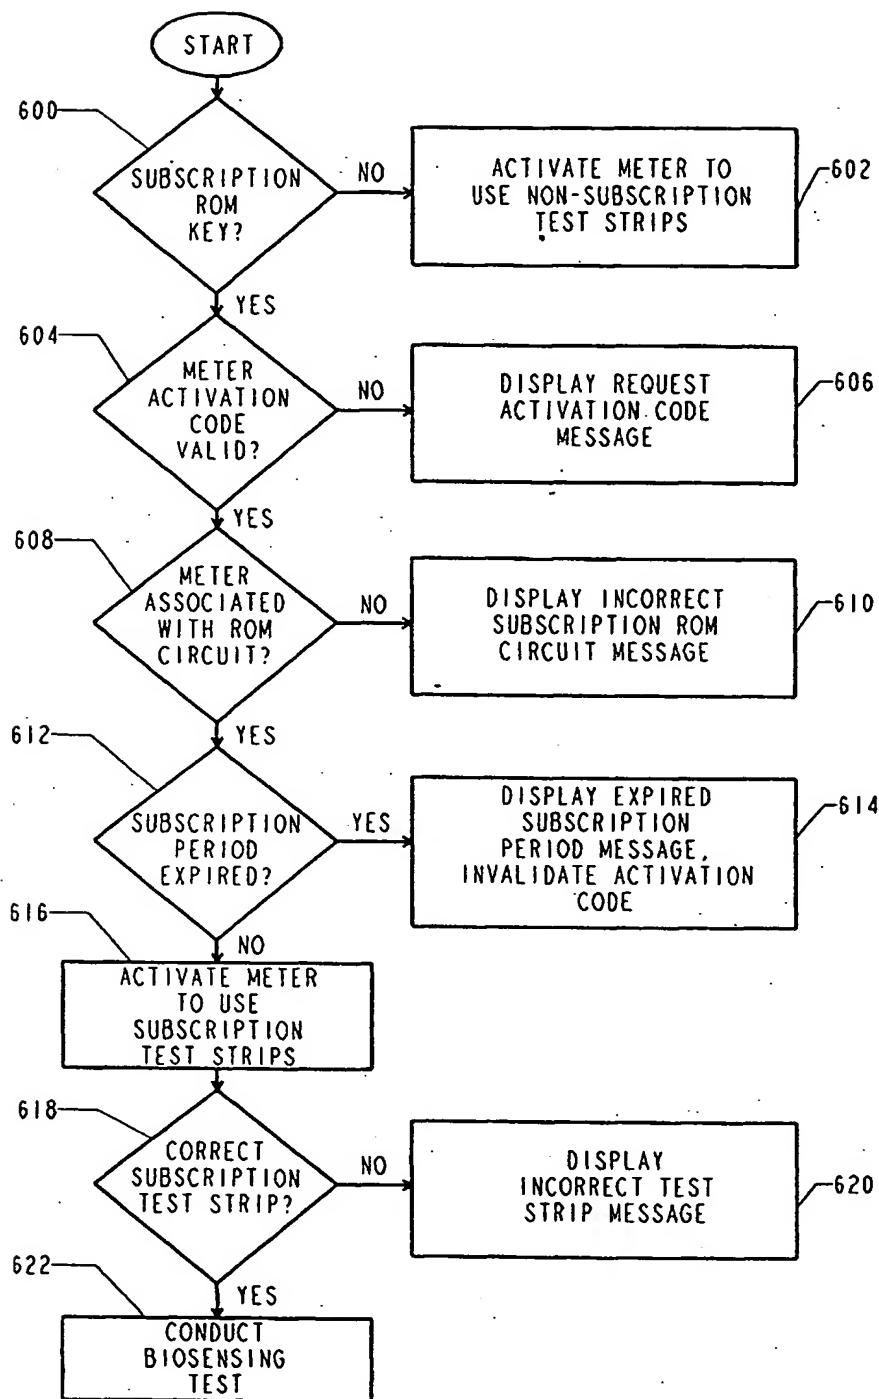 START
600
SUBSCRIPTION
ROM
KEY?
NO
ACTIVATE METER TO
USE NON-SUBSCRIPTION
TEST STRIPS
602
YES
604
METER
ACTIVATION
CODE
VALID?
NO
DISPLAY REQUEST
ACTIVATION CODE
MESSAGE
606
YES
608
METER
ASSOCIATED
WITH ROM
CIRCUIT?
NO
DISPLAY INCORRECT
SUBSCRIPTION ROM
CIRCUIT MESSAGE
610
YES
612
SUBSCRIPTION
PERIOD
EXPIRED?
YES
DISPLAY EXPIRED
SUBSCRIPTION
PERIOD MESSAGE,
INVALIDATE ACTIVATION
CODE
614
NO
616
ACTIVATE METER
TO USE
SUBSCRIPTION
TEST STRIPS
618
CORRECT
SUBSCRIPTION
TEST STRIP?
NO
DISPLAY
INCORRECT TEST
STRIP MESSAGE
620
YES
622
CONDUCT
BIOSENSING
TEST